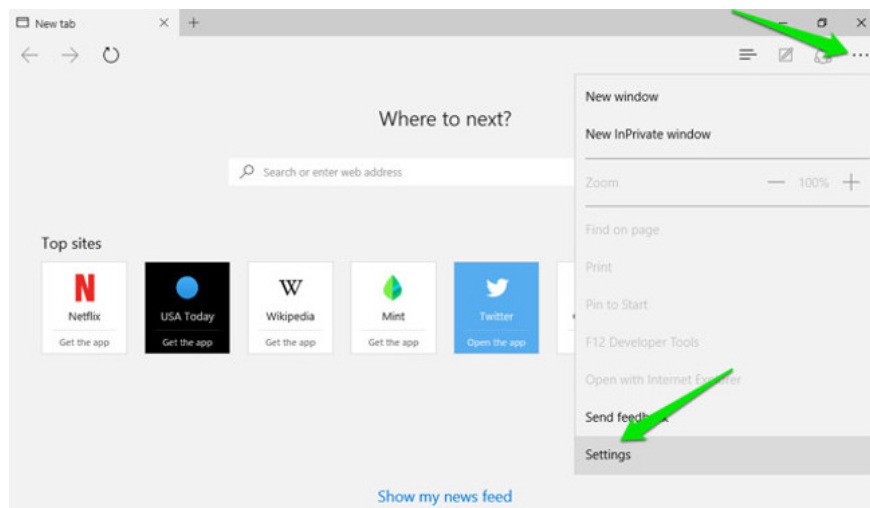 New tab
Where to next?
Search or enter web address
Top sites
Netflix
Get the app
USA Today
Get the app
W
Wikipedia
Get the app
Mint
Get the app
Twitter
Open the app
New window
New InPrivate window
Zoom 100%
Find on page
Print
Pin to Start
F12 Developer Tools
Open with Internet Explorer
Send feedback
Settings
Show my news feed